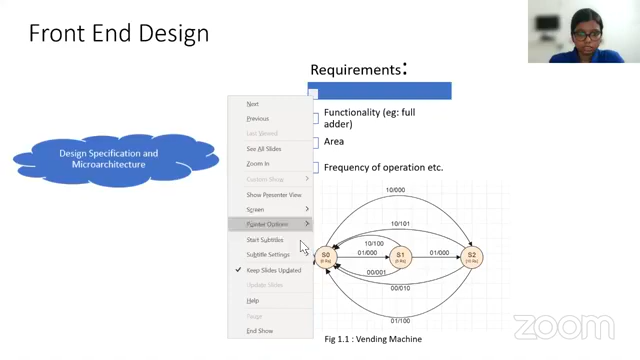 Front End Design
Requirements:
Functionality (eg: full
adder)
Area
Frequency of operation etc.
Design Specification and
Microarchitecture
Next
Previous
Last Viewed
See All Slides
Zoom In
Custom Show
Show Presenter View
Screen
Pointer Options
Start Subtitles
Subtitle Settings
Keep Slides Updated
Update Slides
Help
Pause
End Show
10/000
10/101
10/100
01/000
01/000
00/001
00/010
01/100
S0
S1
S2
Fig 1.1 : Vending Machine
zoom